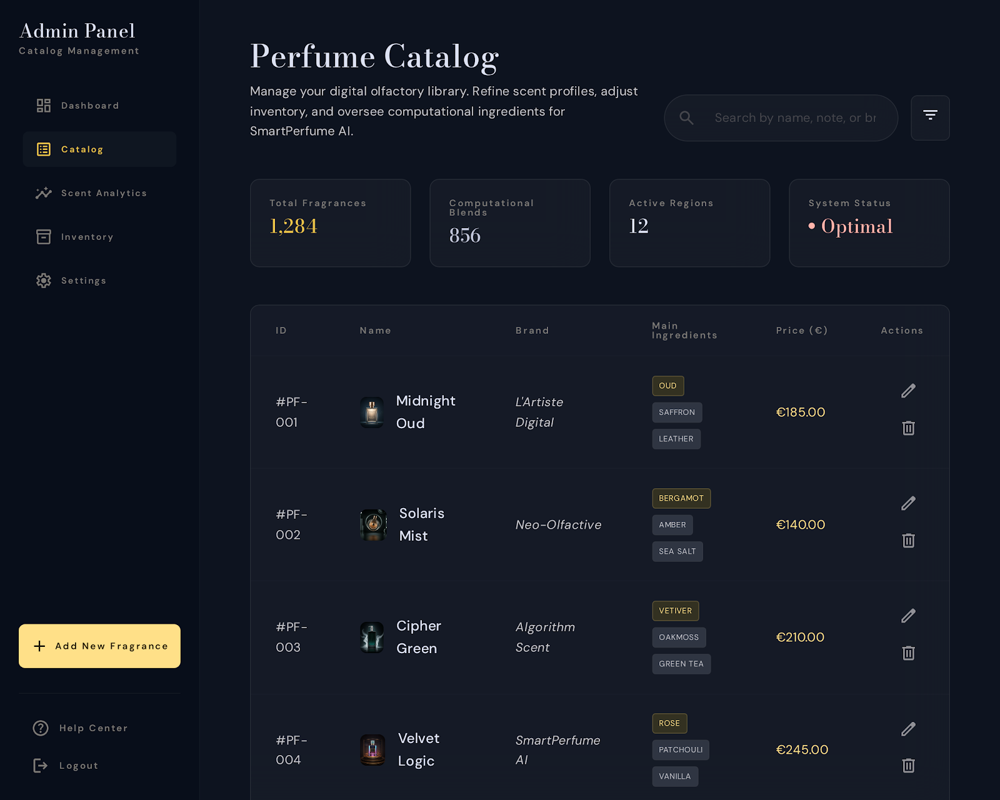 Admin Panel
Catalog Management
Dashboard
Catalog
Scent Analytics
Inventory
Settings
Add New Fragrance
Help Center
Logout
Perfume Catalog
Manage your digital olfactory library. Refine scent profiles, adjust
inventory, and oversee computational ingredients for
SmartPerfume AI.
Search by name, note, or br
Total Fragrances
1,284
Computational
Blends
856
Active Regions
12
System Status
• Optimal
ID
Name
Brand
Main
Ingredients
Price (€)
Actions
#PF-
001
Midnight
Oud
L'Artiste
Digital
OUD
SAFFRON
LEATHER
€185.00
#PF-
002
Solaris
Mist
Neo-Olfactive
BERGAMOT
AMBER
SEA SALT
€140.00
#PF-
003
Cipher
Green
Algorithm
Scent
VETIVER
OAKMOSS
GREEN TEA
€210.00
#PF-
004
Velvet
Logic
SmartPerfume
AI
ROSE
PATCHOULI
VANILLA
€245.00